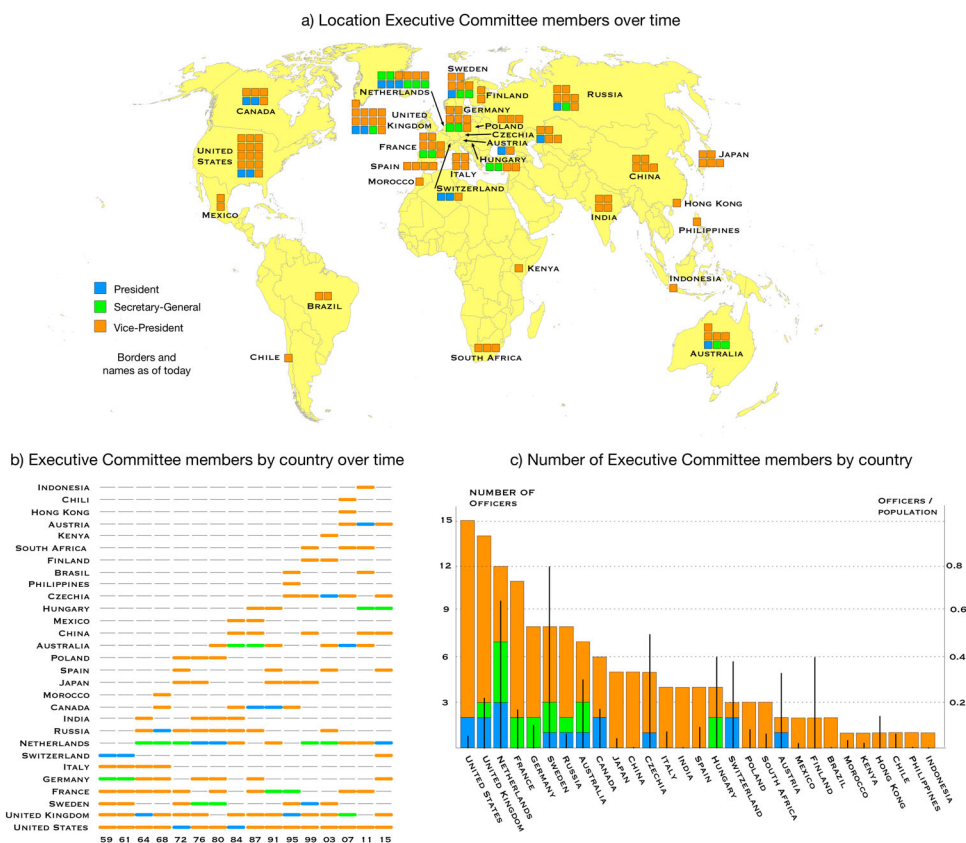 a) Location Executive Committee members over time
SWEDEN
NETHERLANDS
FINLAND
RUSSIA
CANADA
UNITED
KINGDOM
GERMANY
POLAND
CZECHIA
AUSTRIA
FRANCE
HUNGARY
UNITED
STATES
SPAIN
ITALY
JAPAN
CHINA
MOROCCO
SWITZERLAND
MEXICO
INDIA
HONG KONG
PHILIPPINES
KENYA
INDONESIA
President
Secretary-General
Vice-President
BRAZIL
Borders and
names as of today
CHILE
SOUTH AFRICA
AUSTRALIA
b) Executive Committee members by country over time
INDONESIA
CHILI
HONG KONG
AUSTRIA
KENYA
SOUTH AFRICA
FINLAND
BRASIL
PHILIPPINES
CZECHIA
HUNGARY
MEXICO
CHINA
AUSTRALIA
POLAND
SPAIN
JAPAN
MOROCCO
CANADA
INDIA
RUSSIA
NETHERLANDS
SWITZERLAND
ITALY
GERMANY
FRANCE
SWEDEN
UNITED KINGDOM
UNITED STATES
59 61 64 68 72 76 80 84 87 91 95 99 03 07 11 15
c) Number of Executive Committee members by country
NUMBER OF
OFFICERS
OFFICERS /
POPULATION
15
12
9
6
3
0.8
0.6
0.4
0.2
UNITED STATES
UNITED KINGDOM
NETHERLANDS
FRANCE
GERMANY
SWEDEN
RUSSIA
AUSTRALIA
CANADA
JAPAN
CHINA
CZECHIA
ITALY
INDIA
SPAIN
HUNGARY
SWITZERLAND
POLAND
SOUTH AFRICA
AUSTRIA
MEXICO
FINLAND
BRAZIL
MOROCCO
KENYA
HONG KONG
CHILE
PHILIPPINES
INDONESIA